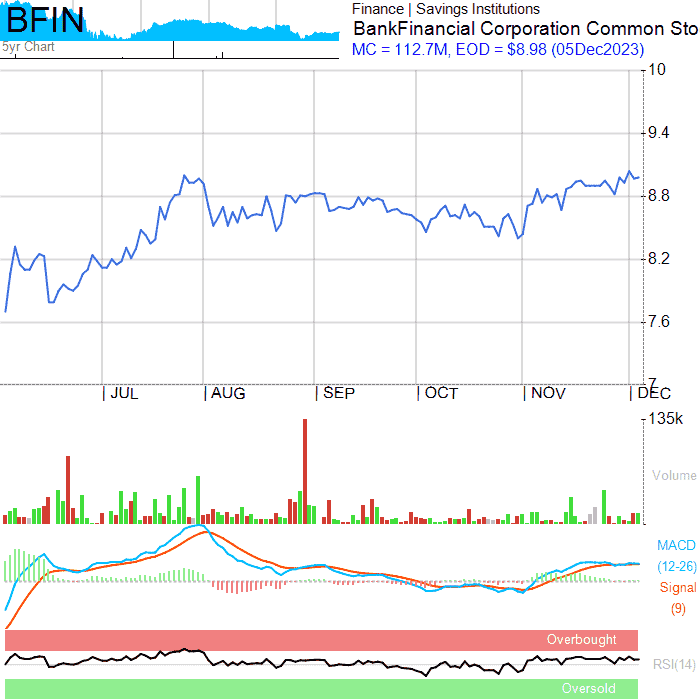 BFIN
5yr Chart
Finance | Savings Institutions
BankFinancial Corporation Common Sto
MC = 112.7M, EOD = $8.98 (05Dec2023)
10
9.4
8.8
8.2
7.6
7
| JUL | AUG | SEP | OCT | NOV | DEC
135k
Volume
MACD
(12-26)
Signal
(9)
Overbought
RSI(14)
Oversold